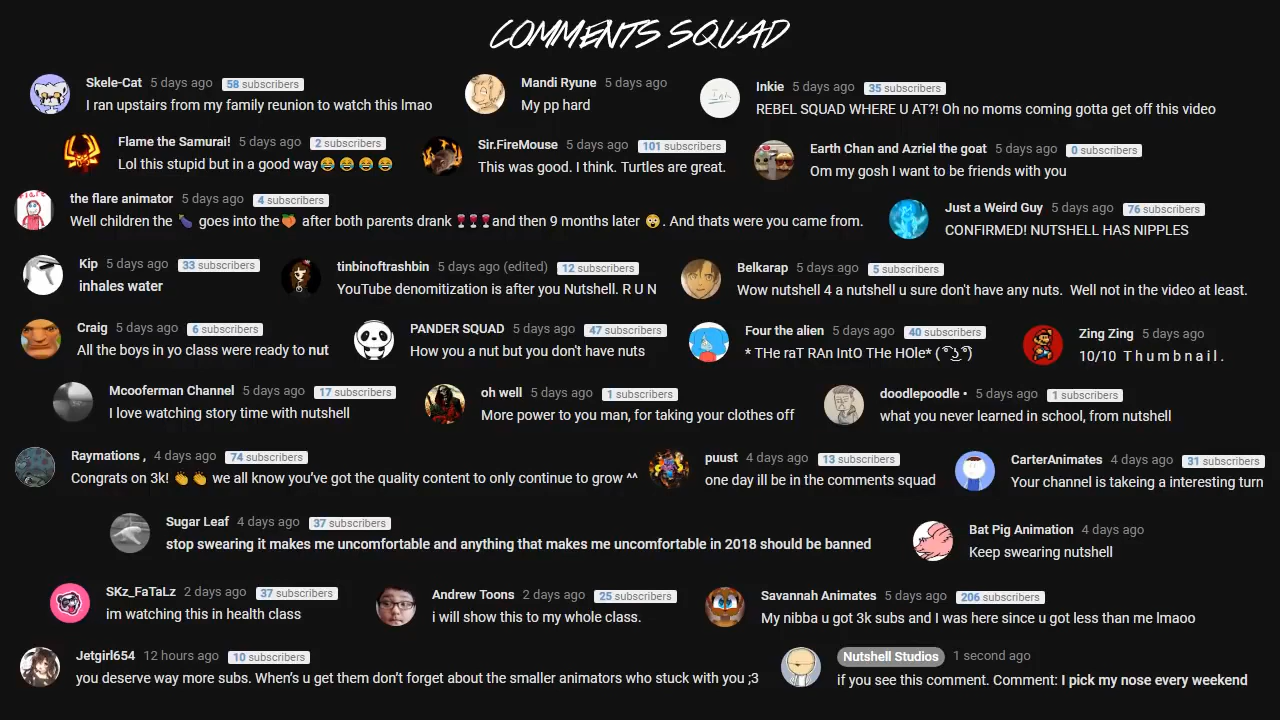 COMMENTS SQUAD
Skele-Cat 5 days ago 58 subscribers
I ran upstairs from my family reunion to watch this lmao
Mandi Ryune 5 days ago
My pp hard
Inkie 5 days ago 35 subscribers
REBEL SQUAD WHERE U AT?! Oh no moms coming gotta get off this video
Flame the Samurai! 5 days ago 2 subscribers
Lol this stupid but in a good way😂 😂 😂 😂
Sir.FireMouse 5 days ago 101 subscribers
This was good. I think. Turtles are great.
Earth Chan and Azriel the goat 5 days ago 0 subscribers
Om my gosh I want to be friends with you
the flare animator 5 days ago 4 subscribers
Well children the 🍆 goes into the🍑 after both parents drank 🍷🍷🍷and then 9 months later 😲. And thats were you came from.
Just a Weird Guy 5 days ago 76 subscribers
CONFIRMED! NUTSHELL HAS NIPPLES
Kip 5 days ago 33 subscribers
inhales water
tinbinoftrashbin 5 days ago (edited) 12 subscribers
YouTube denomitization is after you Nutshell. R U N
Belkarap 5 days ago 5 subscribers
Wow nutshell 4 a nutshell u sure don't have any nuts. Well not in the video at least.
Craig 5 days ago 6 subscribers
All the boys in yo class were ready to nut
PANDER SQUAD 5 days ago 47 subscribers
How you a nut but you don't have nuts
Four the alien 5 days ago 40 subscribers
* THe raT RAn IntO THe HOle* ( ͡° ͜ʖ ͡°)
Zing Zing 5 days ago
10/10 T h u m b n a i l .
Mcooferman Channel 5 days ago 17 subscribers
I love watching story time with nutshell
oh well 5 days ago 1 subscribers
More power to you man, for taking your clothes off
doodlepoodle • 5 days ago 1 subscribers
what you never learned in school, from nutshell
Raymations , 4 days ago 74 subscribers
Congrats on 3k! 👏 👏 we all know you've got the quality content to only continue to grow ^^
puust 4 days ago 13 subscribers
one day ill be in the comments squad
CarterAnimates 4 days ago 31 subscribers
Your channel is takeing a interesting turn
Sugar Leaf 4 days ago 37 subscribers
stop swearing it makes me uncomfortable and anything that makes me uncomfortable in 2018 should be banned
Bat Pig Animation 4 days ago
Keep swearing nutshell
SKz_FaTaLz 2 days ago 37 subscribers
im watching this in health class
Andrew Toons 2 days ago 25 subscribers
i will show this to my whole class.
Savannah Animates 5 days ago 206 subscribers
My nibba u got 3k subs and I was here since u got less than me lmaoo
Jetgirl654 12 hours ago 10 subscribers
you deserve way more subs. When's u get them don't forget about the smaller animators who stuck with you ;3
Nutshell Studios 1 second ago
if you see this comment. Comment: I pick my nose every weekend